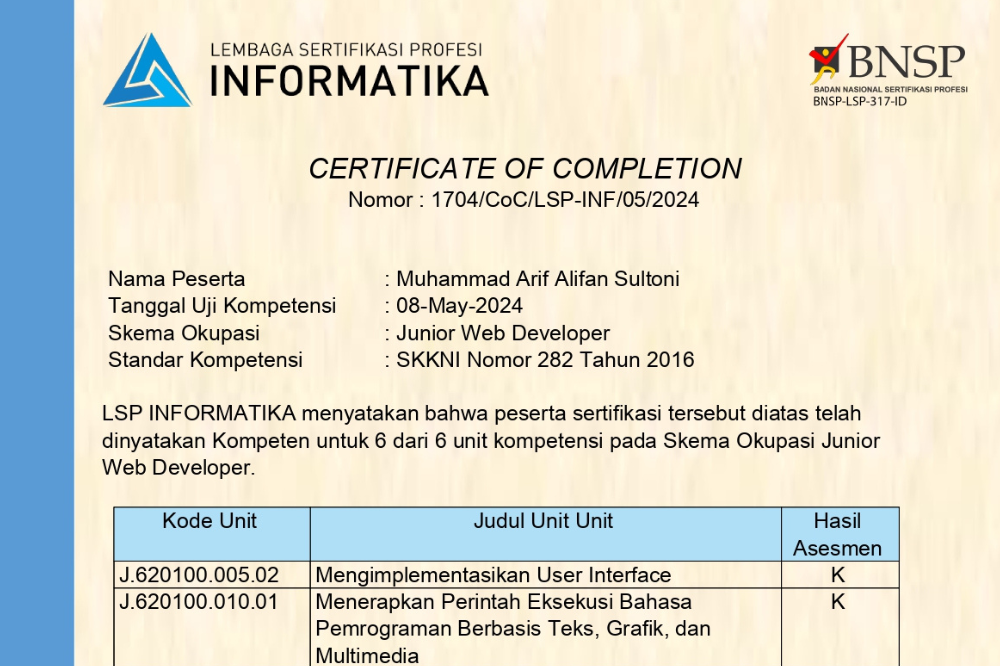 LEMBAGA SERTIFIKASI PROFESI
INFORMATIKA
BNSP
BADAN NASIONAL SERTIFIKASI PROFESI
BNSP-LSP-317-ID
CERTIFICATE OF COMPLETION
Nomor : 1704/CoC/LSP-INF/05/2024
Nama Peserta : Muhammad Arif Alifan Sultoni
Tanggal Uji Kompetensi : 08-May-2024
Skema Okupasi : Junior Web Developer
Standar Kompetensi : SKKNI Nomor 282 Tahun 2016
LSP INFORMATIKA menyatakan bahwa peserta sertifikasi tersebut diatas telah
dinyatakan Kompeten untuk 6 dari 6 unit kompetensi pada Skema Okupasi Junior
Web Developer.
Kode Unit Judul Unit Unit Hasil
Asesmen
J.620100.005.02 Mengimplementasikan User Interface K
J.620100.010.01 Menerapkan Perintah Eksekusi Bahasa K
Pemrograman Berbasis Teks, Grafik, dan
Multimedia